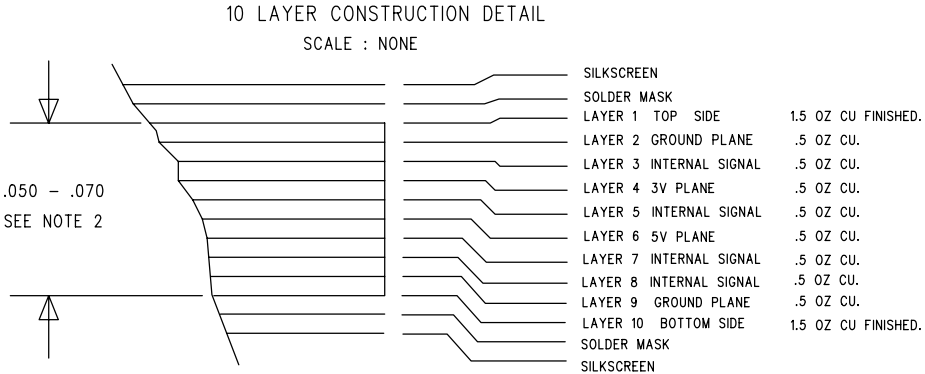 10 LAYER CONSTRUCTION DETAIL
SCALE : NONE
SILKSCREEN
SOLDER MASK
LAYER 1 TOP SIDE 1.5 OZ CU FINISHED.
LAYER 2 GROUND PLANE .5 OZ CU.
LAYER 3 INTERNAL SIGNAL .5 OZ CU.
.050 - .070
LAYER 4 3V PLANE .5 OZ CU.
SEE NOTE 2
LAYER 5 INTERNAL SIGNAL .5 OZ CU.
LAYER 6 5V PLANE .5 OZ CU.
LAYER 7 INTERNAL SIGNAL .5 OZ CU.
LAYER 8 INTERNAL SIGNAL .5 OZ CU.
LAYER 9 GROUND PLANE .5 OZ CU.
LAYER 10 BOTTOM SIDE 1.5 OZ CU FINISHED.
SOLDER MASK
SILKSCREEN